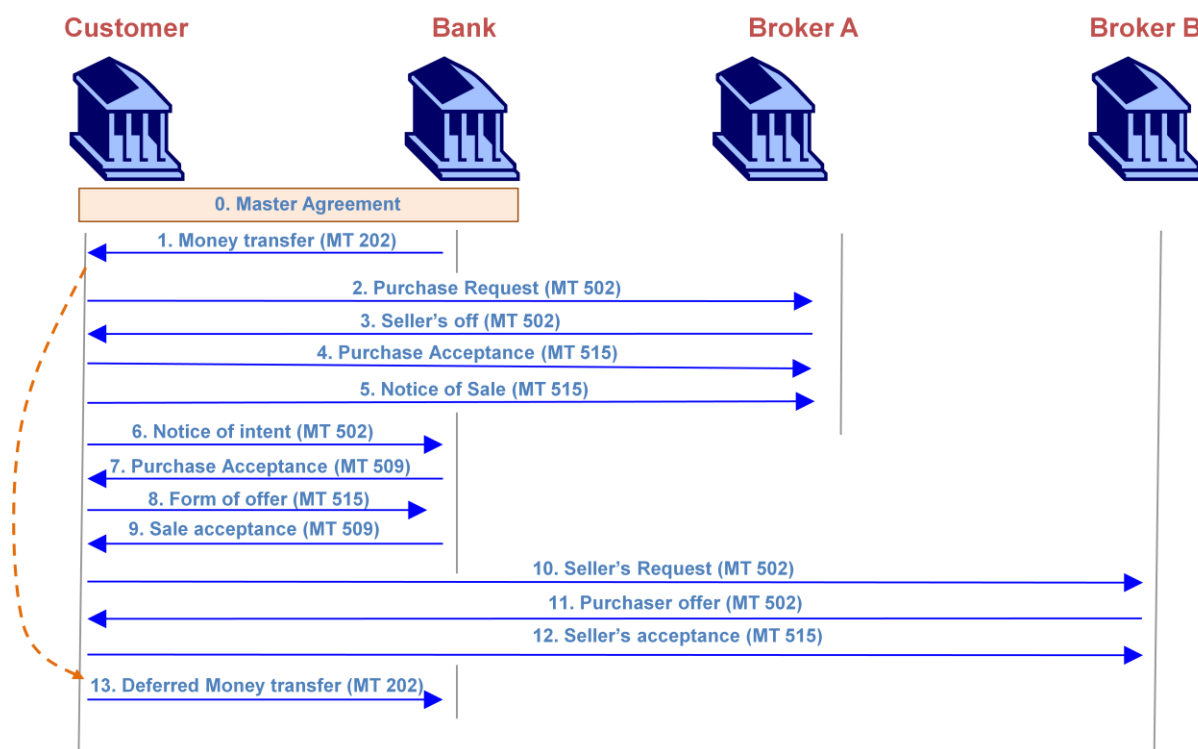 Customer
Bank
Broker A
Broker B
0. Master Agreement
1. Money transfer (MT 202)
2. Purchase Request (MT 502)
3. Seller's off (MT 502)
4. Purchase Acceptance (MT 515)
5. Notice of Sale (MT 515)
6. Notice of intent (MT 502)
7. Purchase Acceptance (MT 509)
8. Form of offer (MT 515)
9. Sale acceptance (MT 509)
10. Seller's Request (MT 502)
11. Purchaser offer (MT 502)
12. Seller's acceptance (MT 515)
13. Deferred Money transfer (MT 202)